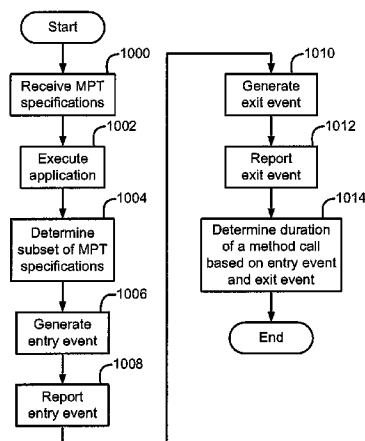 Start
1000
Receive MPT
specifications
1002
Execute
application
1004
Determine
subset of MPT
specifications
1006
Generate
entry event
1008
Report
entry event
1010
Generate
exit event
1012
Report
exit event
1014
Determine duration
of a method call
based on entry event
and exit event
End